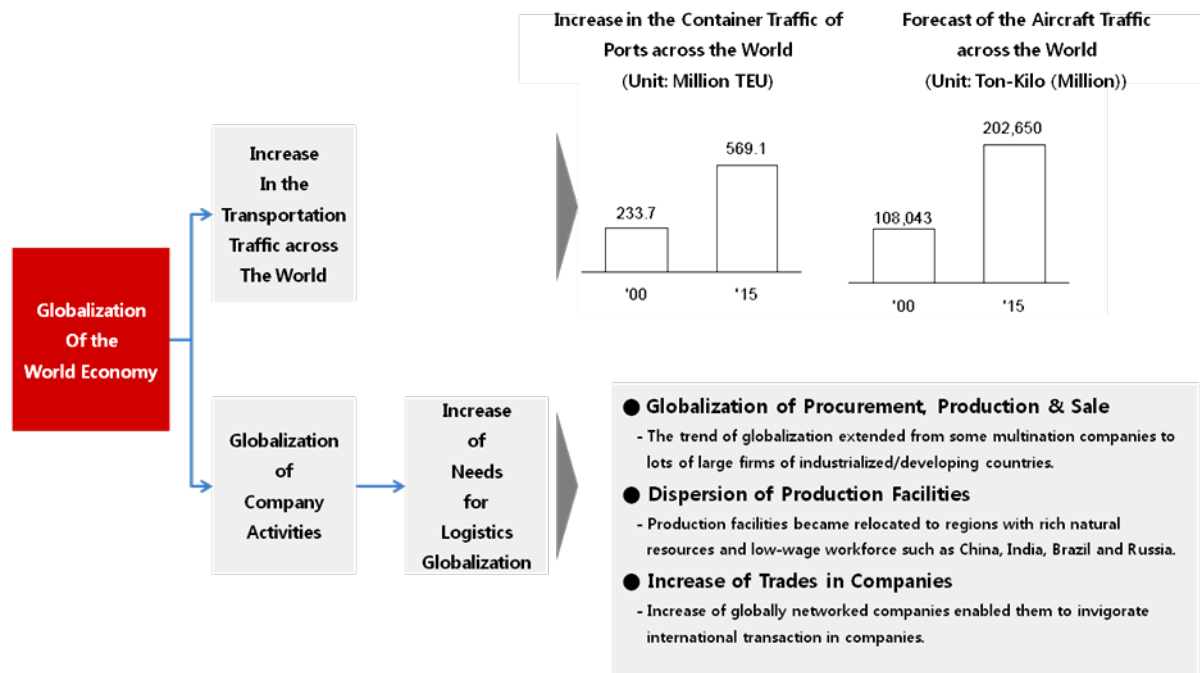 Increase in the Container Traffic of
Ports across the World
(Unit: Million TEU)
Forecast of the Aircraft Traffic
across the World
(Unit: Ton-Kilo (Million))
233.7
569.1
'00
'15
108,043
202,650
'00
'15
Increase
In the
Transportation
Traffic across
The World
Globalization
Of the
World Economy
Globalization
of
Company
Activities
Increase
of
Needs
for
Logistics
Globalization
● Globalization of Procurement, Production & Sale
- The trend of globalization extended from some multination companies to
lots of large firms of industrialized/developing countries.
● Dispersion of Production Facilities
- Production facilities became relocated to regions with rich natural
resources and low-wage workforce such as China, India, Brazil and Russia.
● Increase of Trades in Companies
- Increase of globally networked companies enabled them to invigorate
international transaction in companies.